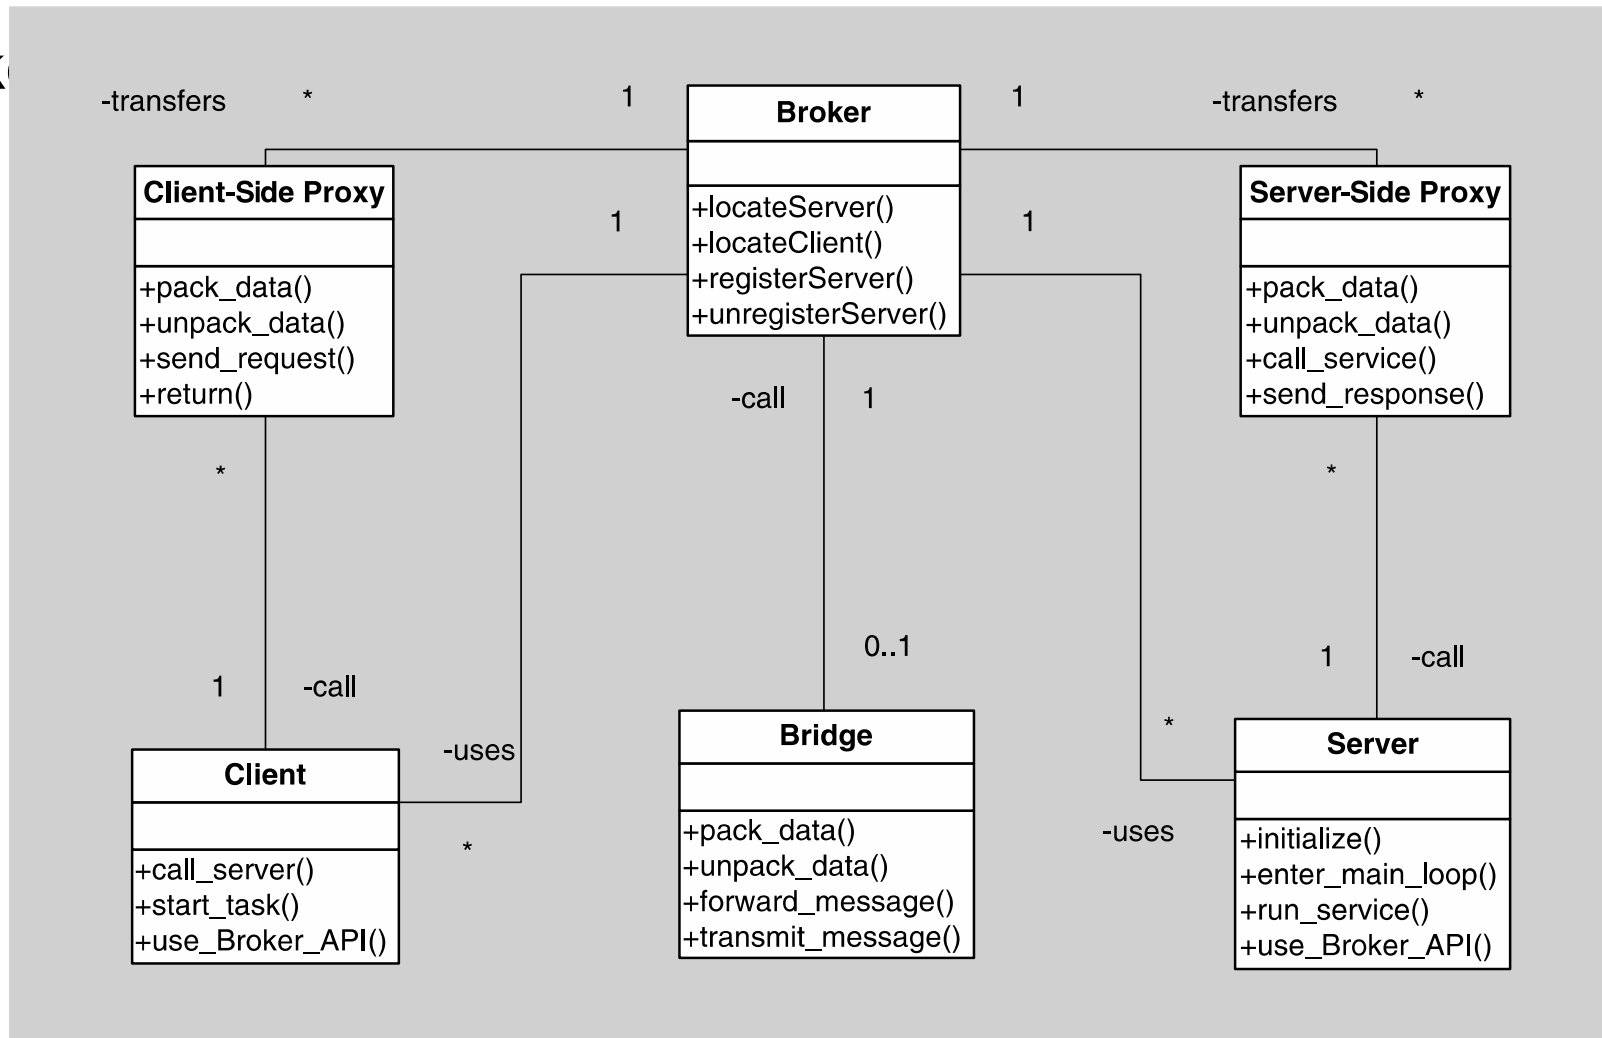 -transfers * 1 1 -transfers *
Broker
+locateServer()
+locateClient()
+registerServer()
+unregisterServer()
Client-Side Proxy
+pack_data()
+unpack_data()
+send_request()
+return()
1 1
Server-Side Proxy
+pack_data()
+unpack_data()
+call_service()
+send_response()
-call 1
* *
0..1
1 -call
1 -call
-uses
*
*
-uses
Client
+call_server()
+start_task()
+use_Broker_API()
Bridge
+pack_data()
+unpack_data()
+forward_message()
+transmit_message()
Server
+initialize()
+enter_main_loop()
+run_service()
+use_Broker_API()